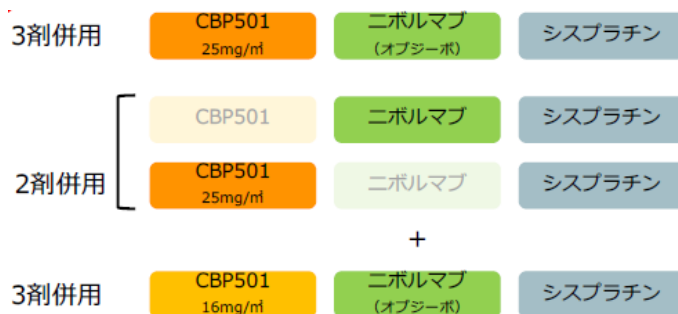 3剤併用
CBP501
25mg/㎡
ニボルマブ
(オプジーボ)
シスプラチン
2剤併用
CBP501
ニボルマブ
シスプラチン
CBP501
25mg/㎡
ニボルマブ
シスプラチン
+
3剤併用
CBP501
16mg/㎡
ニボルマブ
(オプジーボ)
シスプラチン